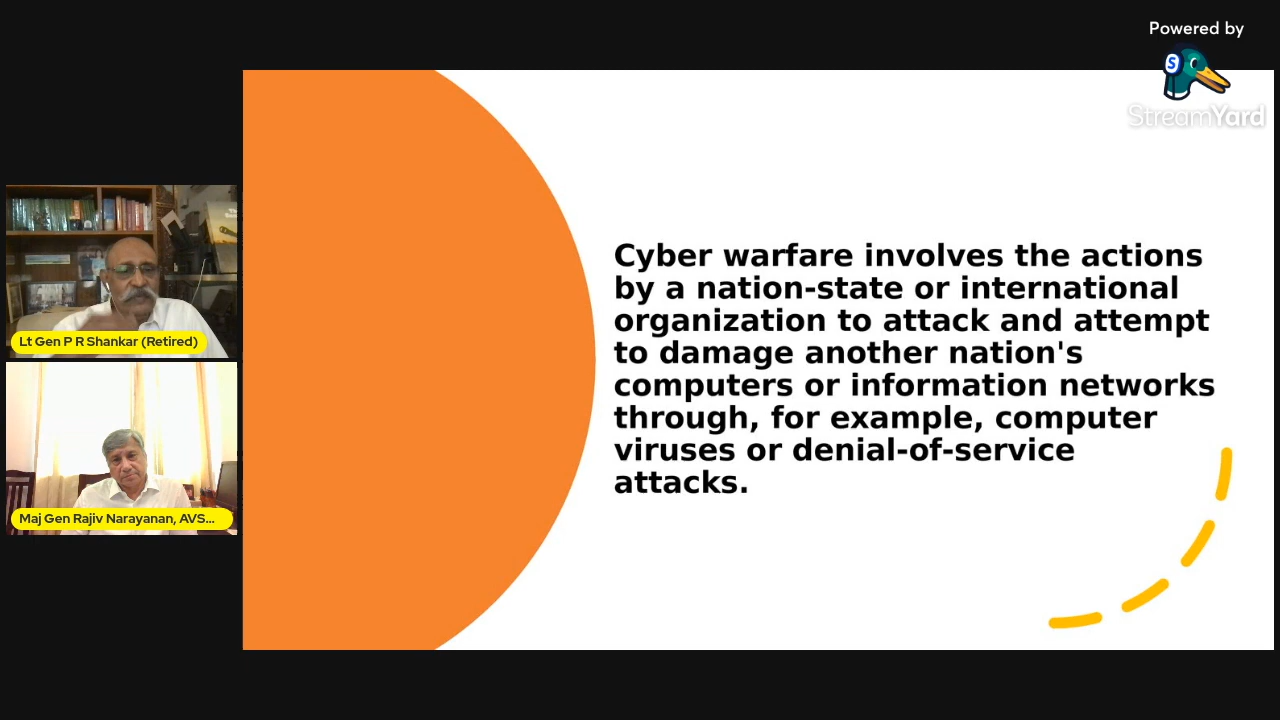 Powered by
S
StreamYard
Cyber warfare involves the actions
by a nation-state or international
organization to attack and attempt
to damage another nation's
computers or information networks
through, for example, computer
viruses or denial-of-service
attacks.
Lt Gen P R Shankar (Retired)
Maj Gen Rajiv Narayanan, AVS...